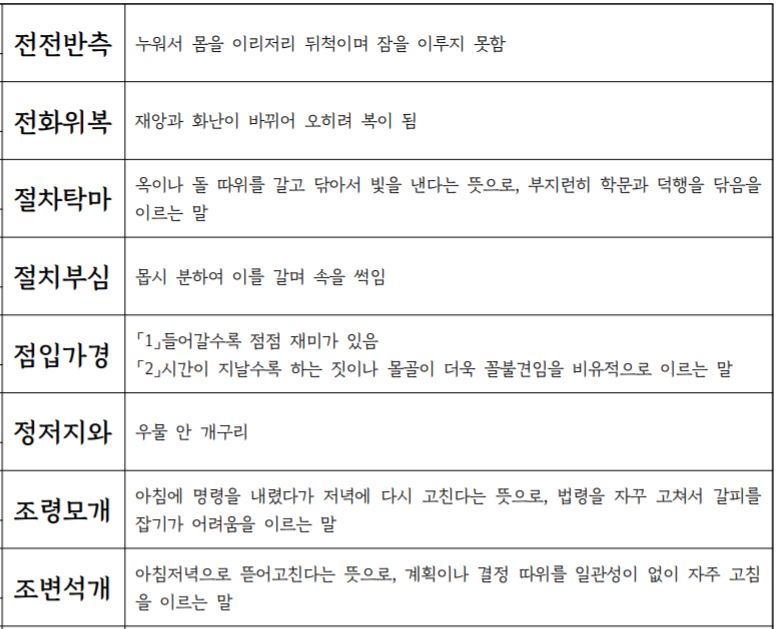 전전반측
누워서 몸을 이리저리 뒤척이며 잠을 이루지 못함
전화위복
재앙과 화난이 바뀌어 오히려 복이 됨
절차탁마
옥이나 돌 따위를 갈고 닦아서 빛을 낸다는 뜻으로, 부지런히 학문과 덕행을 닦음을
이르는 말
절치부심
몹시 분하여 이를 갈며 속을 썩임
점입가경
「1」들어갈수록 점점 재미가 있음
「2」시간이 지날수록 하는 짓이나 몰골이 더욱 꼴불견임을 비유적으로 이르는 말
정저지와
우물 안 개구리
조령모개
아침에 명령을 내렸다가 저녁에 다시 고친다는 뜻으로, 법령을 자꾸 고쳐서 갈피를
잡기가 어려움을 이르는 말
조변석개
아침저녁으로 뜯어고친다는 뜻으로, 계획이나 결정 따위를 일관성이 없이 자주 고침
을 이르는 말